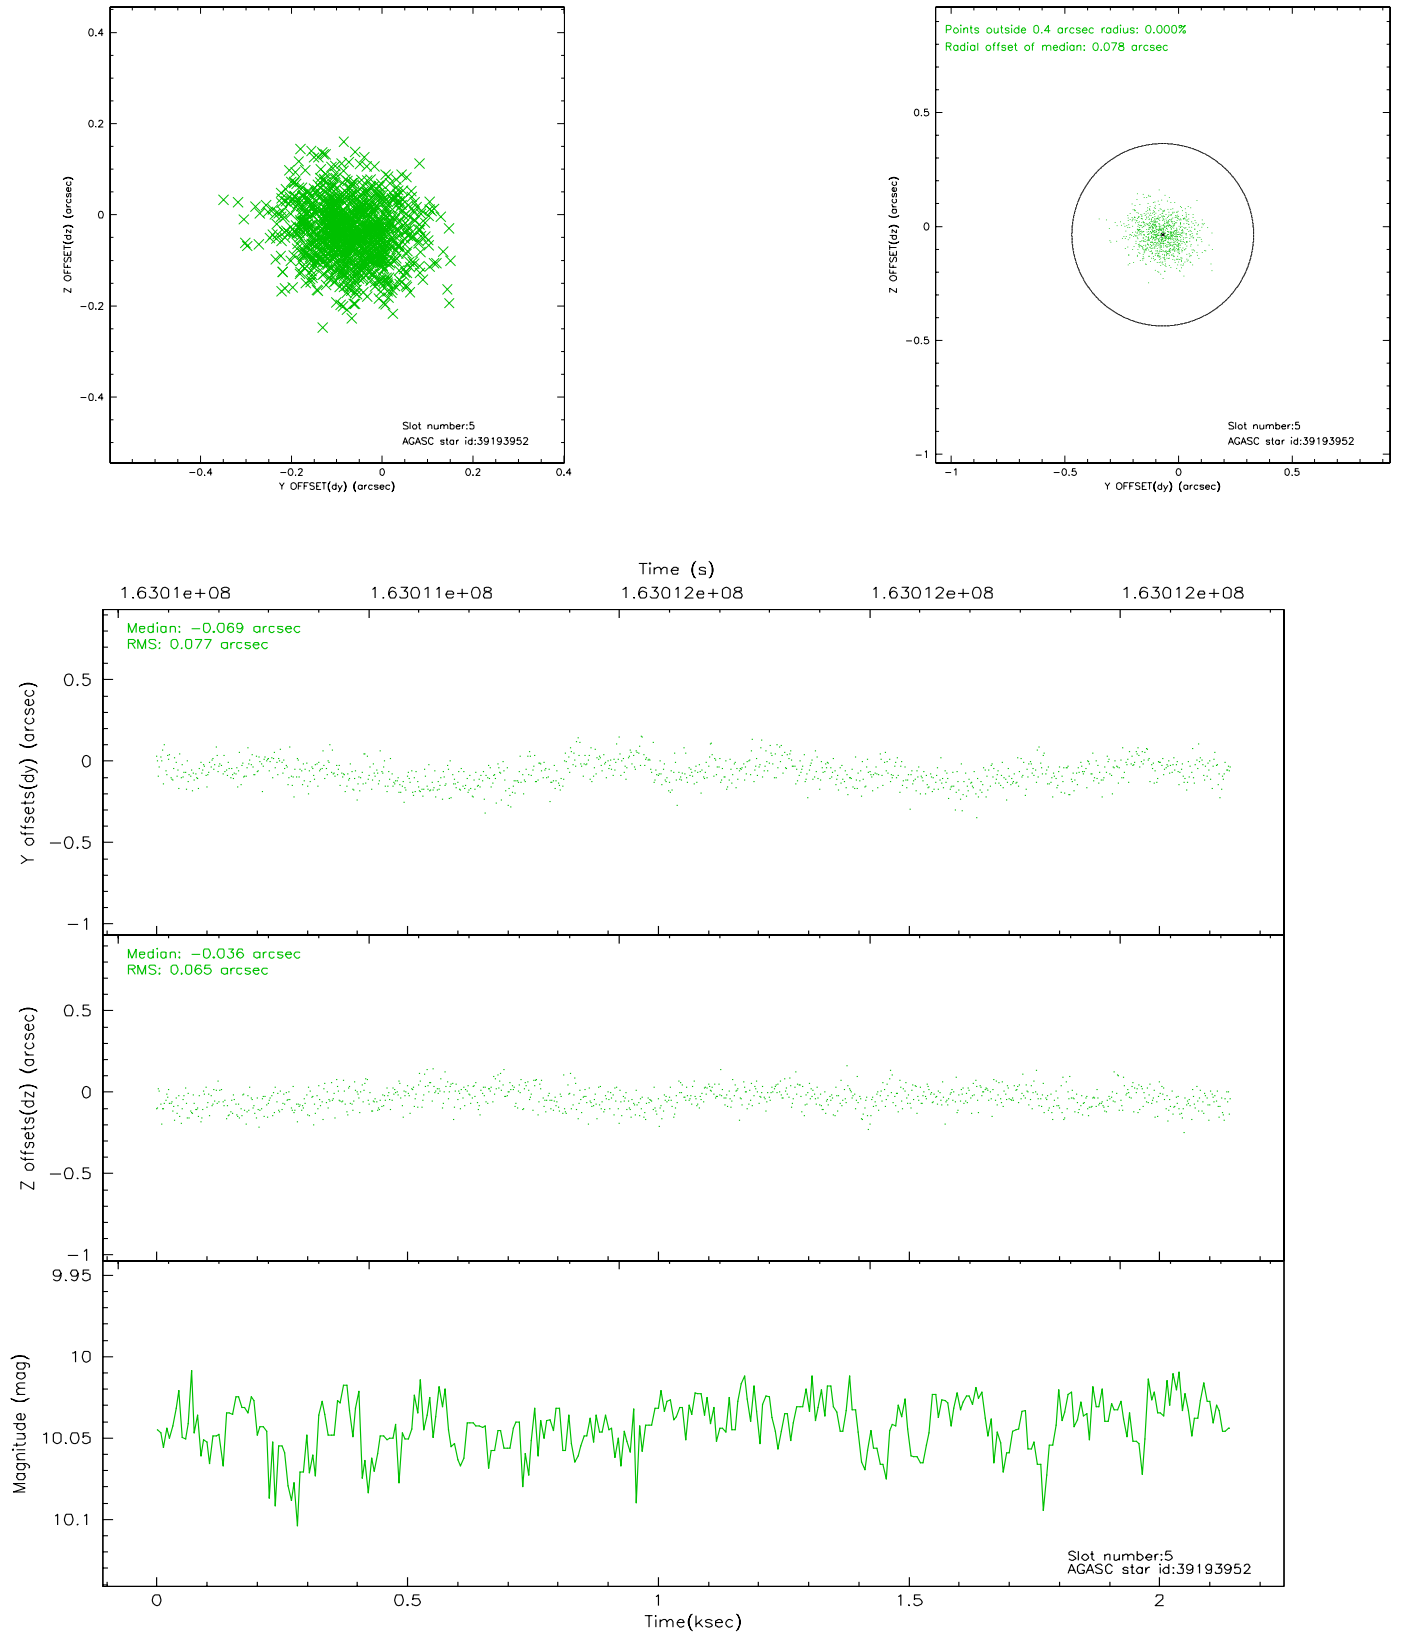 0.4
0.2
0
−0.2
−0.4
Z OFFSET(dz) (arcsec)
Slot number:5
AGASC star id:39193952
−0.4 −0.2 0 0.2 0.4
Y OFFSET(dy) (arcsec)
Points outside 0.4 arcsec radius: 0.000%
Radial offset of median: 0.078 arcsec
0.5
0
−0.5
−1
Z OFFSET(dz) (arcsec)
Slot number:5
AGASC star id:39193952
−1 −0.5 0 0.5
Y OFFSET(dy) (arcsec)
Time (s)
1.6301e+08 1.63011e+08 1.63012e+08 1.63012e+08 1.63012e+08
Median: −0.069 arcsec
RMS: 0.077 arcsec
0.5
0
−0.5
−1
Y offsets(dy) (arcsec)
Median: −0.036 arcsec
RMS: 0.065 arcsec
0.5
0
−0.5
−1
Z offsets(dz) (arcsec)
9.95
10
10.05
10.1
Magnitude (mag)
Slot number:5
AGASC star id:39193952
0 0.5 1 1.5 2
Time(ksec)